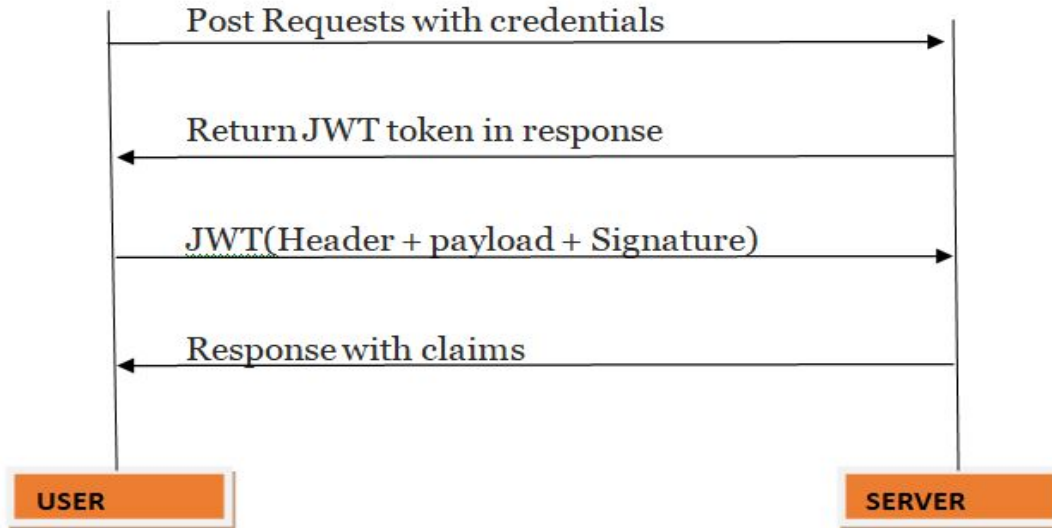 Post Requests with credentials
Return JWT token in response
JWT(Header + payload + Signature)
Response with claims
USER
SERVER